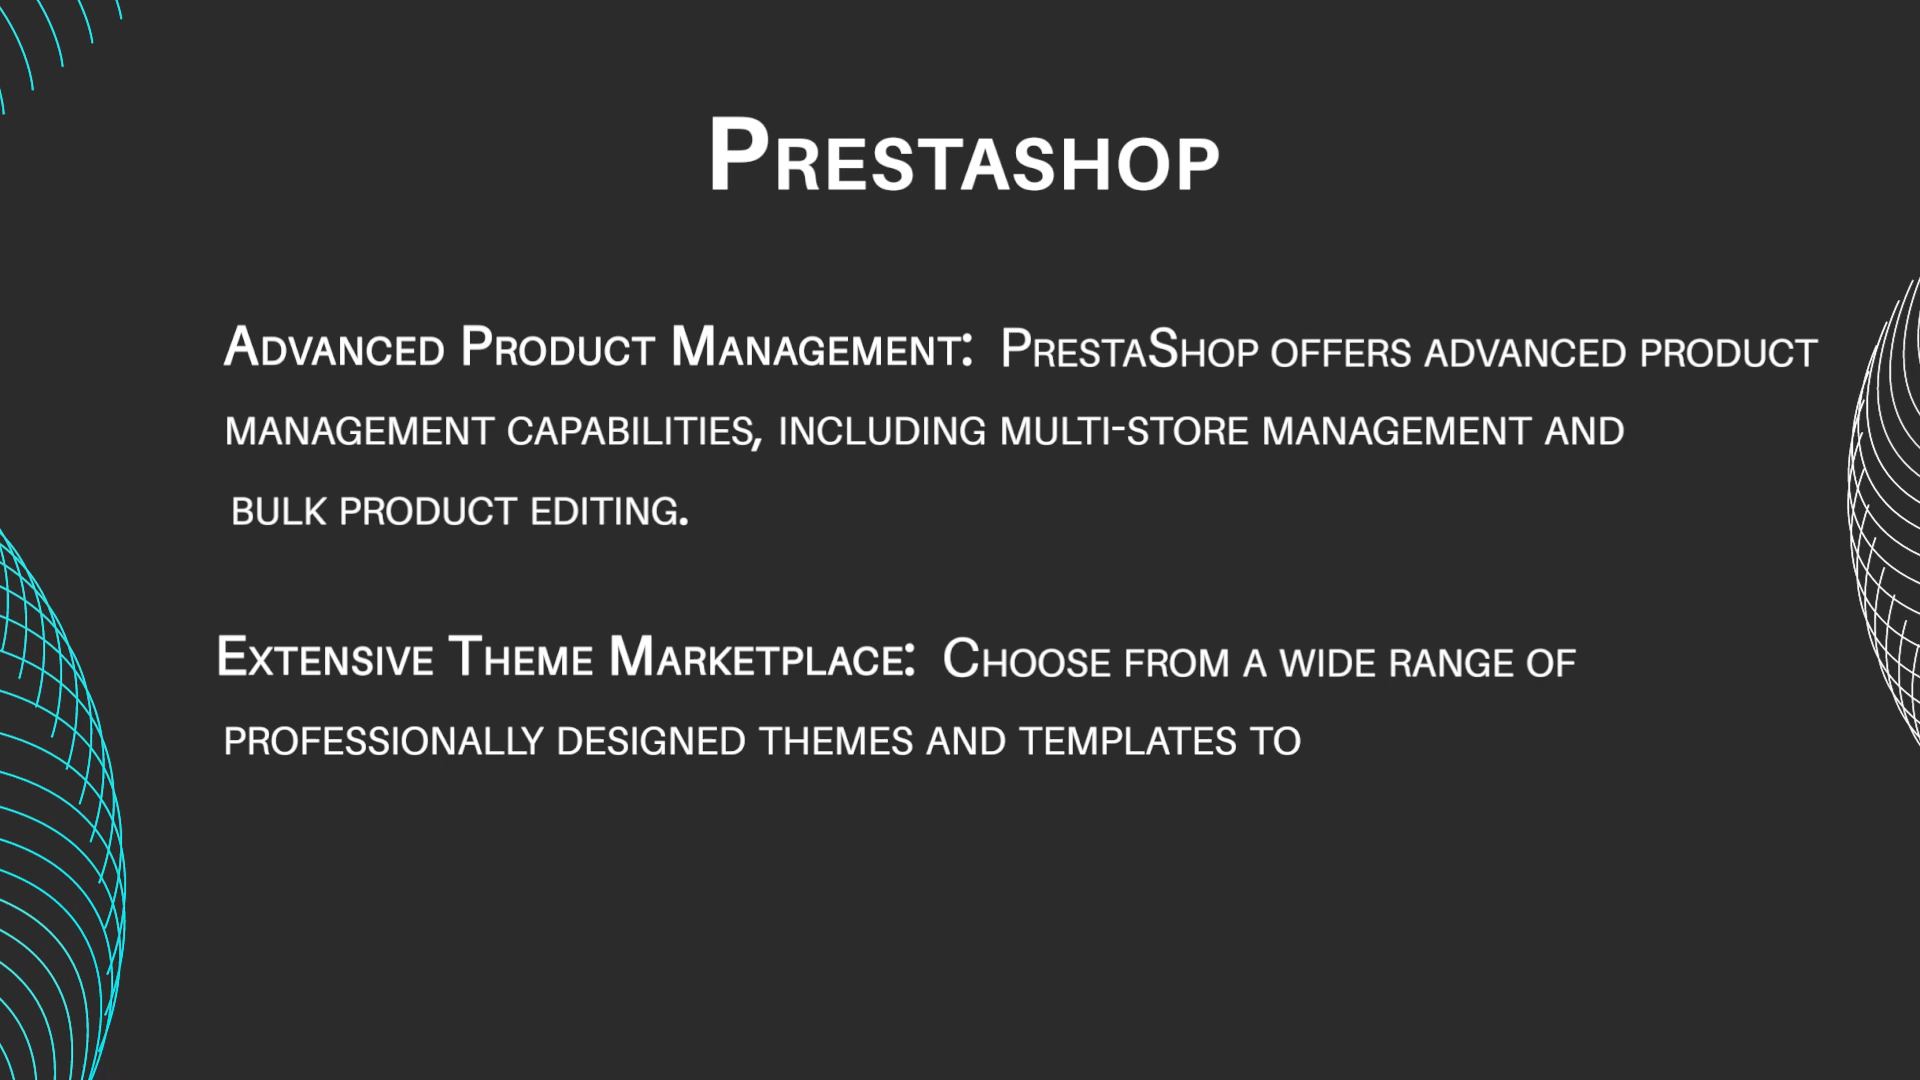 Prestashop
Advanced Product Management: PrestaShop offers advanced product
management capabilities, including multi-store management and
bulk product editing.
Extensive Theme Marketplace: Choose from a wide range of
professionally designed themes and templates to